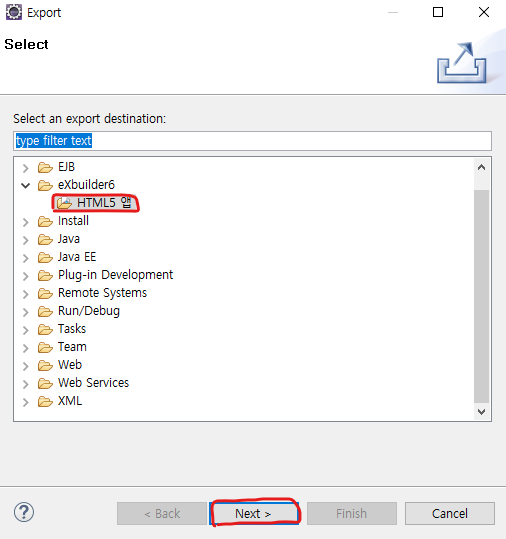 Export
Select
Select an export destination:
type filter text
EJB
eXbuilder6
HTML5 앱
Install
Java
Java EE
Plug-in Development
Remote Systems
Run/Debug
Tasks
Team
Web
Web Services
XML
?
< Back
Next >
Finish
Cancel